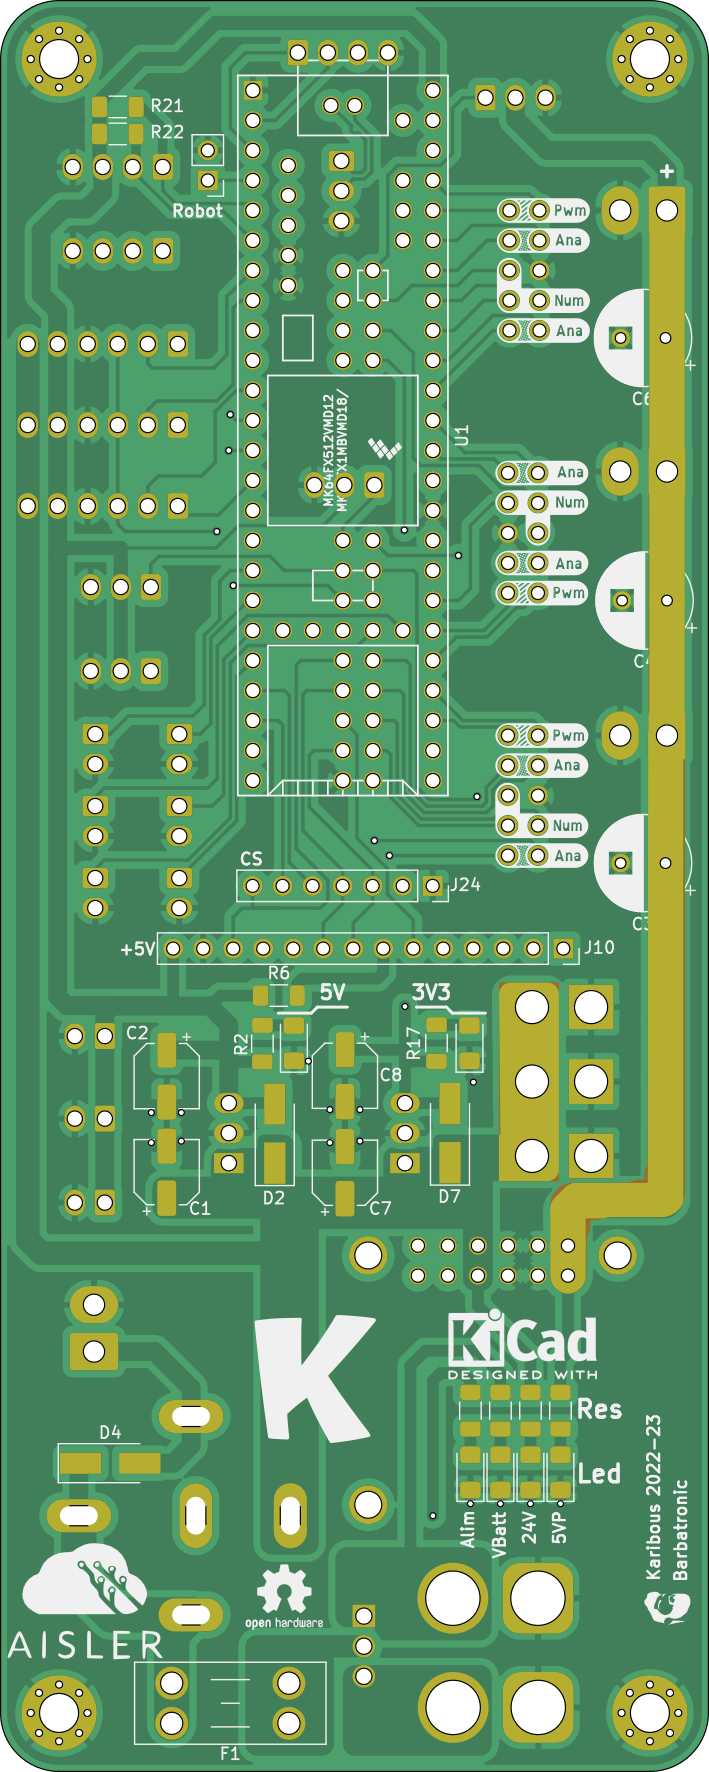 R21
R22
+
Robot
Pwm
Ana
Num
Ana
+
C6
MK64FX512VMD12
U1
Ana
Num
Ana
Pwm
+
C4
Pwm
Ana
Num
Ana
+
C3
CS
J24
+5V
J10
R6
5V
3V3
C2
+
R2
+
R17
C8
+
C1
D2
+
C7
D7
K
KiCad
DESIGNED WITH
Res
D4
Led
Alim
VBatt
24V
5VP
Karibous 2022-23
Barbatronic
open hardware
AISLER
F1